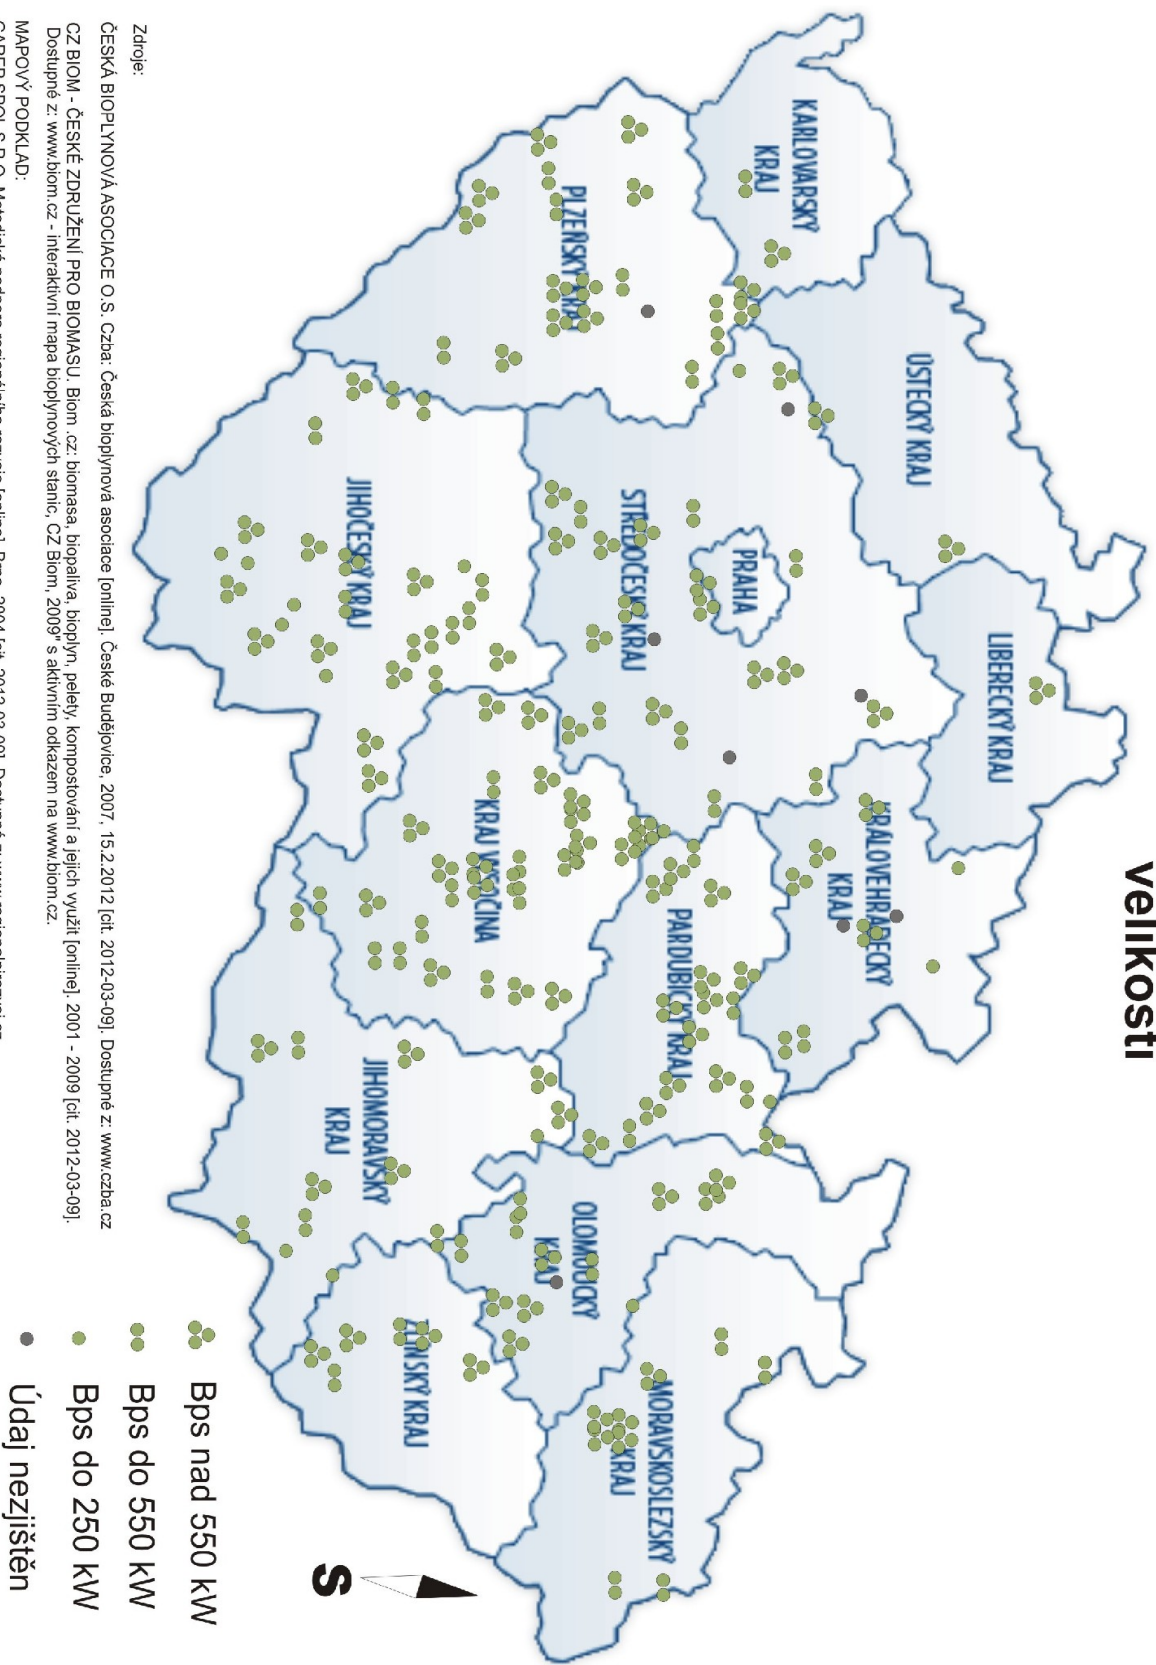 velikosti
KARLOVARSKÝ
KRAJ
ÚSTECKÝ KRAJ
LIBERECKÝ KRAJ
KRÁLOVEHRADECKÝ
KRAJ
PLZEŇSKÝ KRAJ
STŘEDOČESKÝ KRAJ
PRAHA
PARDUBICKÝ KRAJ
JIHOČESKÝ KRAJ
KRAJ VYSOČINA
JIHOMORAVSKÝ
KRAJ
OLOMOUCKÝ
KRAJ
ZLÍNSKÝ KRAJ
MORAVSKOSLEZSKÝ
KRAJ
S
Bps nad 550 kW
Bps do 550 kW
Bps do 250 kW
Údaj nezjištěn
Zdroje:
ČESKÁ BIOPLYNOVÁ ASOCIACE O.S. Czba: Česká bioplynová asociace [online]. České Budějovice, 2007, 15.2.2012 [cit. 2012-03-09]. Dostupné z: www.czba.cz
CZ BIOM - ČESKÉ ZDRUŽENÍ PRO BIOMASU. Biom .cz: biomasa, biopaliva, bioplyn, pelety, kompostování a jejich využit [online]. 2001 - 2009 [cit. 2012-03-09].
Dostupné z: www.biom.cz - interaktivní mapa bioplynových stanic, CZ Biom, 2009" s aktivním odkazem na www.biom.cz.
MAPOVÝ PODKLAD: